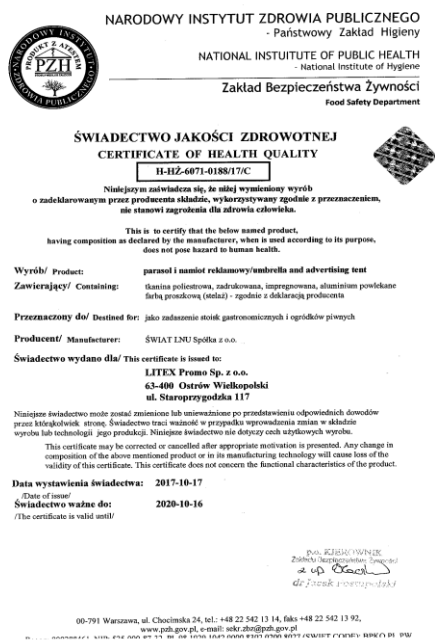 NARODOWY INSTYTUT ZDROWIA PUBLICZNEGO
- Państwowy Zakład Higieny
NATIONAL INSTUITUTE OF PUBLIC HEALTH
- National Institute of Hygiene
Zakład Bezpieczeństwa Żywności
Food Safety Department
NARODOWY INSTYTUT
ZDROWIA PUBLICZNEGO
PRODUKT Z ATESTEM
PZH
ŚWIADECTWO JAKOŚCI ZDROWOTNEJ
CERTIFICATE OF HEALTH QUALITY
H-HŻ-6071-0188/17/C
Niniejszym zaświadcza się, że niżej wymieniony wyrób
o zadeklarowanym przez producenta składzie, wykorzystywany zgodnie z przeznaczeniem,
nie stanowi zagrożenia dla zdrowia człowieka.
This is to certify that the below named product,
having composition as declared by the manufacturer, when is used according to its purpose,
does not pose hazard to human health.
Wyrób/ Product: parasol i namiot reklamowy/umbrella and advertising tent
Zawierający/ Containing: tkanina poliestrowa, zadrukowana, impregnowana, aluminium powlekane
farbą proszkową (stelaż) - zgodnie z deklaracją producenta
Przeznaczony do/ Destined for: jako zadaszenie stoisk gastronomicznych i ogródków piwnych
Producent/ Manufacturer: ŚWIAT LNU Spółka z o.o.
Świadectwo wydano dla/ This certificate is issued to:
LITEX Promo Sp. z o.o.
63-400 Ostrów Wielkopolski
ul. Staroprzygodzka 117
Niniejsze świadectwo może zostać zmienione lub unieważnione po przedstawieniu odpowiednich dowodów
przez którąkolwiek stronę. Świadectwo traci ważność w przypadku wprowadzenia zmian w składzie
wyrobu lub technologii jego produkcji. Niniejsze świadectwo nie dotyczy cech użytkowych wyrobu.
This certificate may be corrected or cancelled after appropriate motivation is presented. Any change in
composition of the above mentioned product or in its manufacturing technology will cause loss of the
validity of this certificate. This certificate does not concern the functional characteristics of the product.
Data wystawienia świadectwa: 2017-10-17
/Date of issue/
Świadectwo ważne do: 2020-10-16
/The certificate is valid until/
p.o. KIEROWNIK
Zakładu Bezpieczeństwa Żywności
dr Jacek Postupolski
00-791 Warszawa, ul. Chocimska 24, tel.: +48 22 542 13 14, faks +48 22 542 13 92,
www.pzh.gov.pl, e-mail: sekr.zbz@pzh.gov.pl